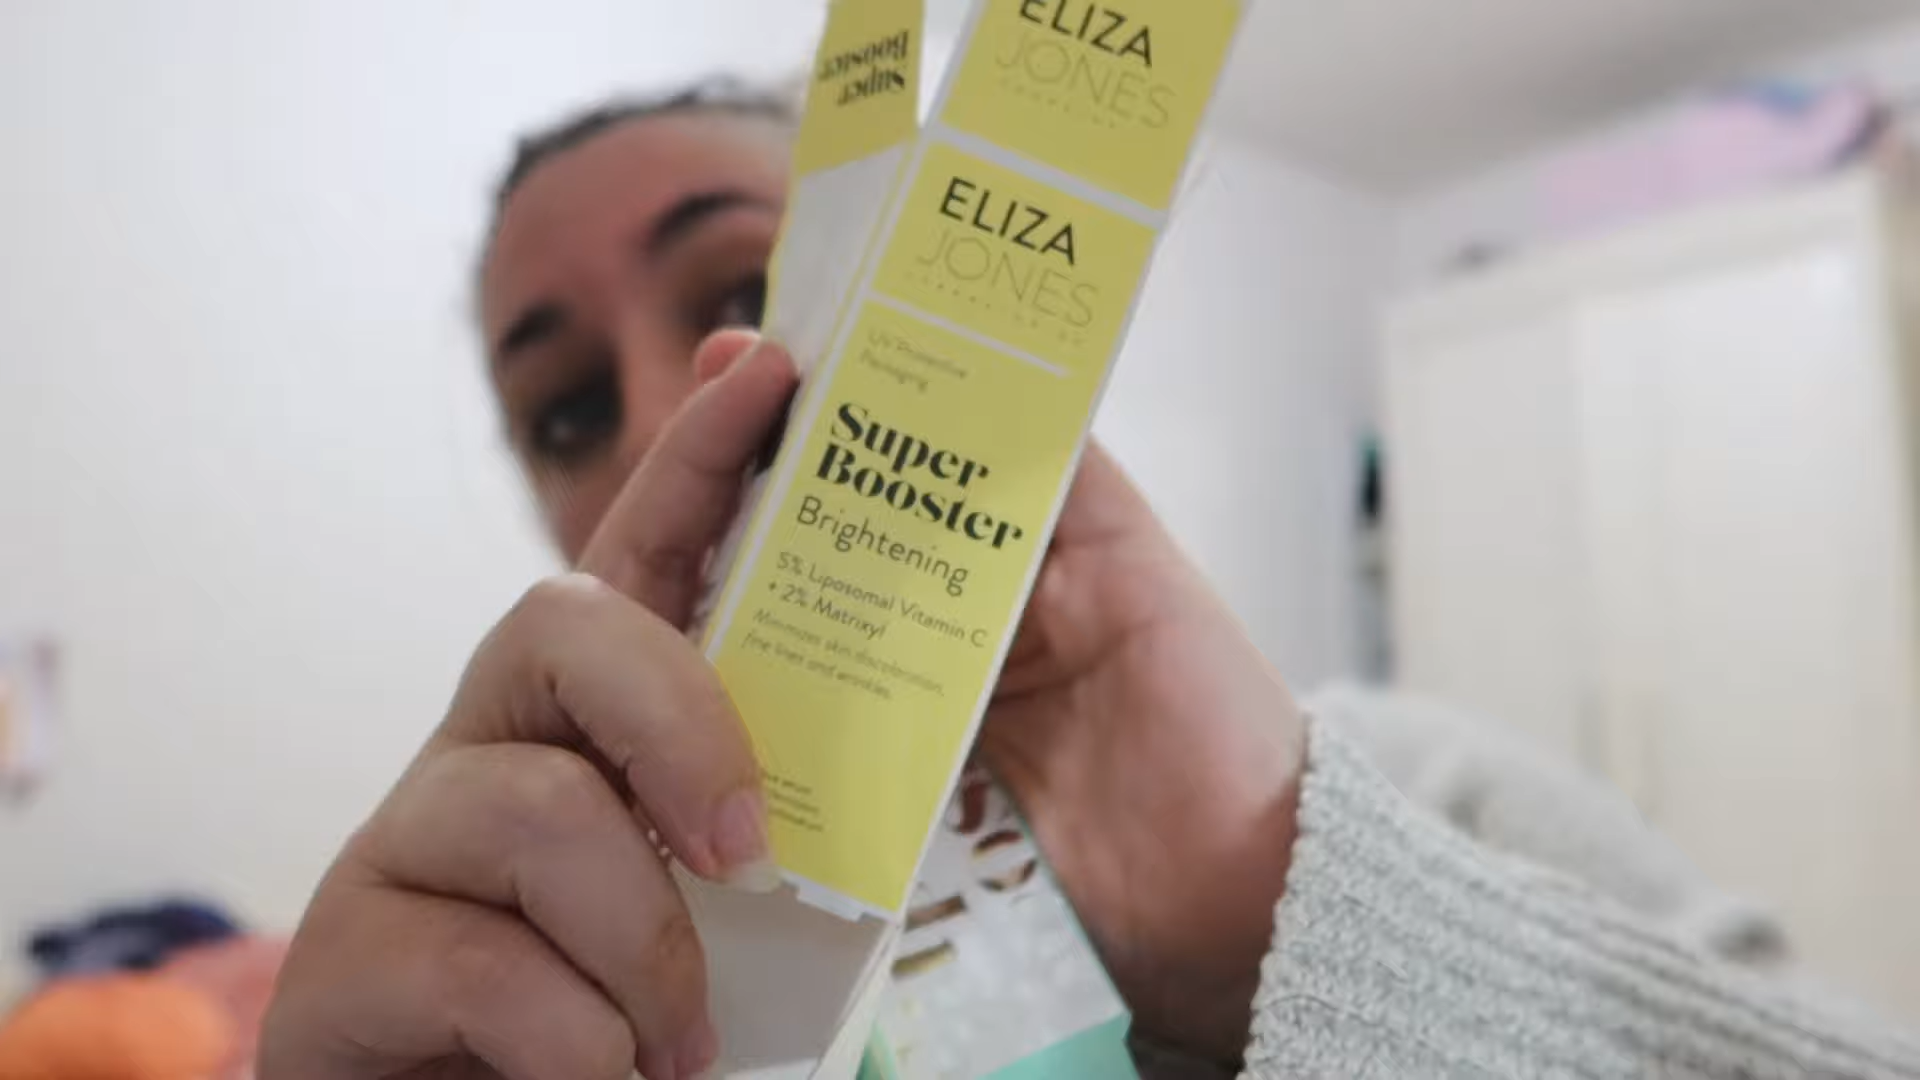 Super
Booster
ELIZA
JONES
ELIZA
JONES
UV Protective
Packaging
Super
Booster
Brightening
5% Liposomal Vitamin C
+ 2% Matrixyl
Minimizes skin discoloration,
fine lines and wrinkles.